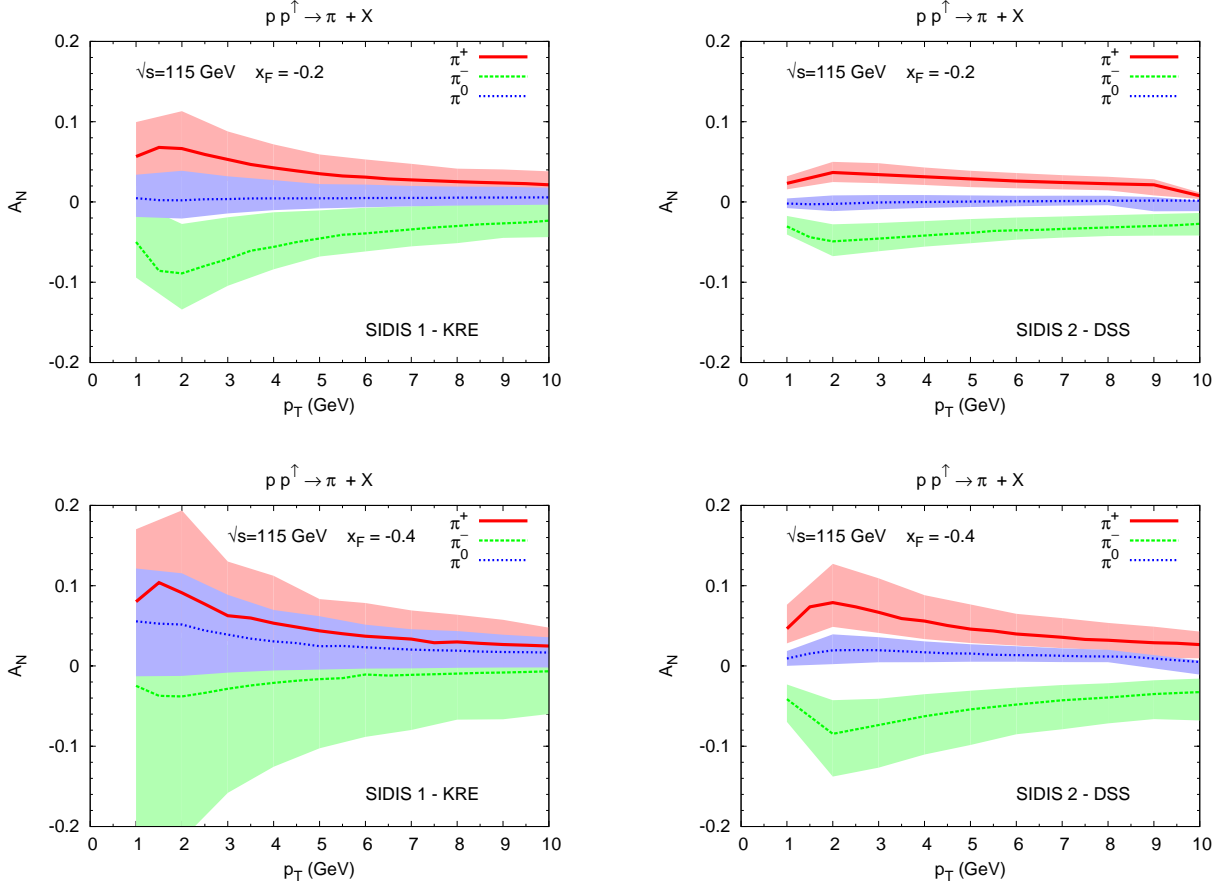 p p↑ → π + X
0.2
0.1
0
-0.1
-0.2
A_N
√s=115 GeV x_F = -0.2
π+
π−
π0
SIDIS 1 - KRE
0 1 2 3 4 5 6 7 8 9 10
p_T (GeV)
p p↑ → π + X
0.2
0.1
0
-0.1
-0.2
A_N
√s=115 GeV x_F = -0.2
π+
π−
π0
SIDIS 2 - DSS
0 1 2 3 4 5 6 7 8 9 10
p_T (GeV)
p p↑ → π + X
0.2
0.1
0
-0.1
-0.2
A_N
√s=115 GeV x_F = -0.4
π+
π−
π0
SIDIS 1 - KRE
0 1 2 3 4 5 6 7 8 9 10
p_T (GeV)
p p↑ → π + X
0.2
0.1
0
-0.1
-0.2
A_N
√s=115 GeV x_F = -0.4
π+
π−
π0
SIDIS 2 - DSS
0 1 2 3 4 5 6 7 8 9 10
p_T (GeV)